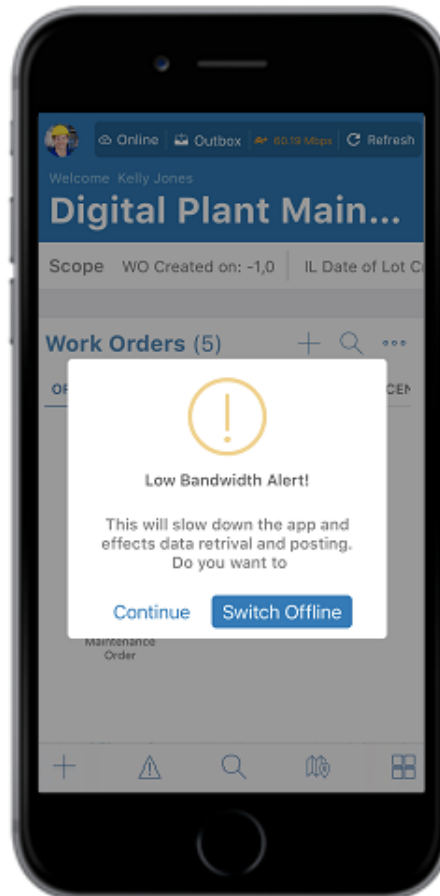 Online Outbox 60.19 Mbps Refresh
Welcome Kelly Jones
Digital Plant Main...
Scope WO Created on: -1,0 IL Date of Lot C
Work Orders (5)
CEN
Low Bandwidth Alert!
This will slow down the app and
effects data retrival and posting.
Do you want to
Continue Switch Offline
Maintenance
Order